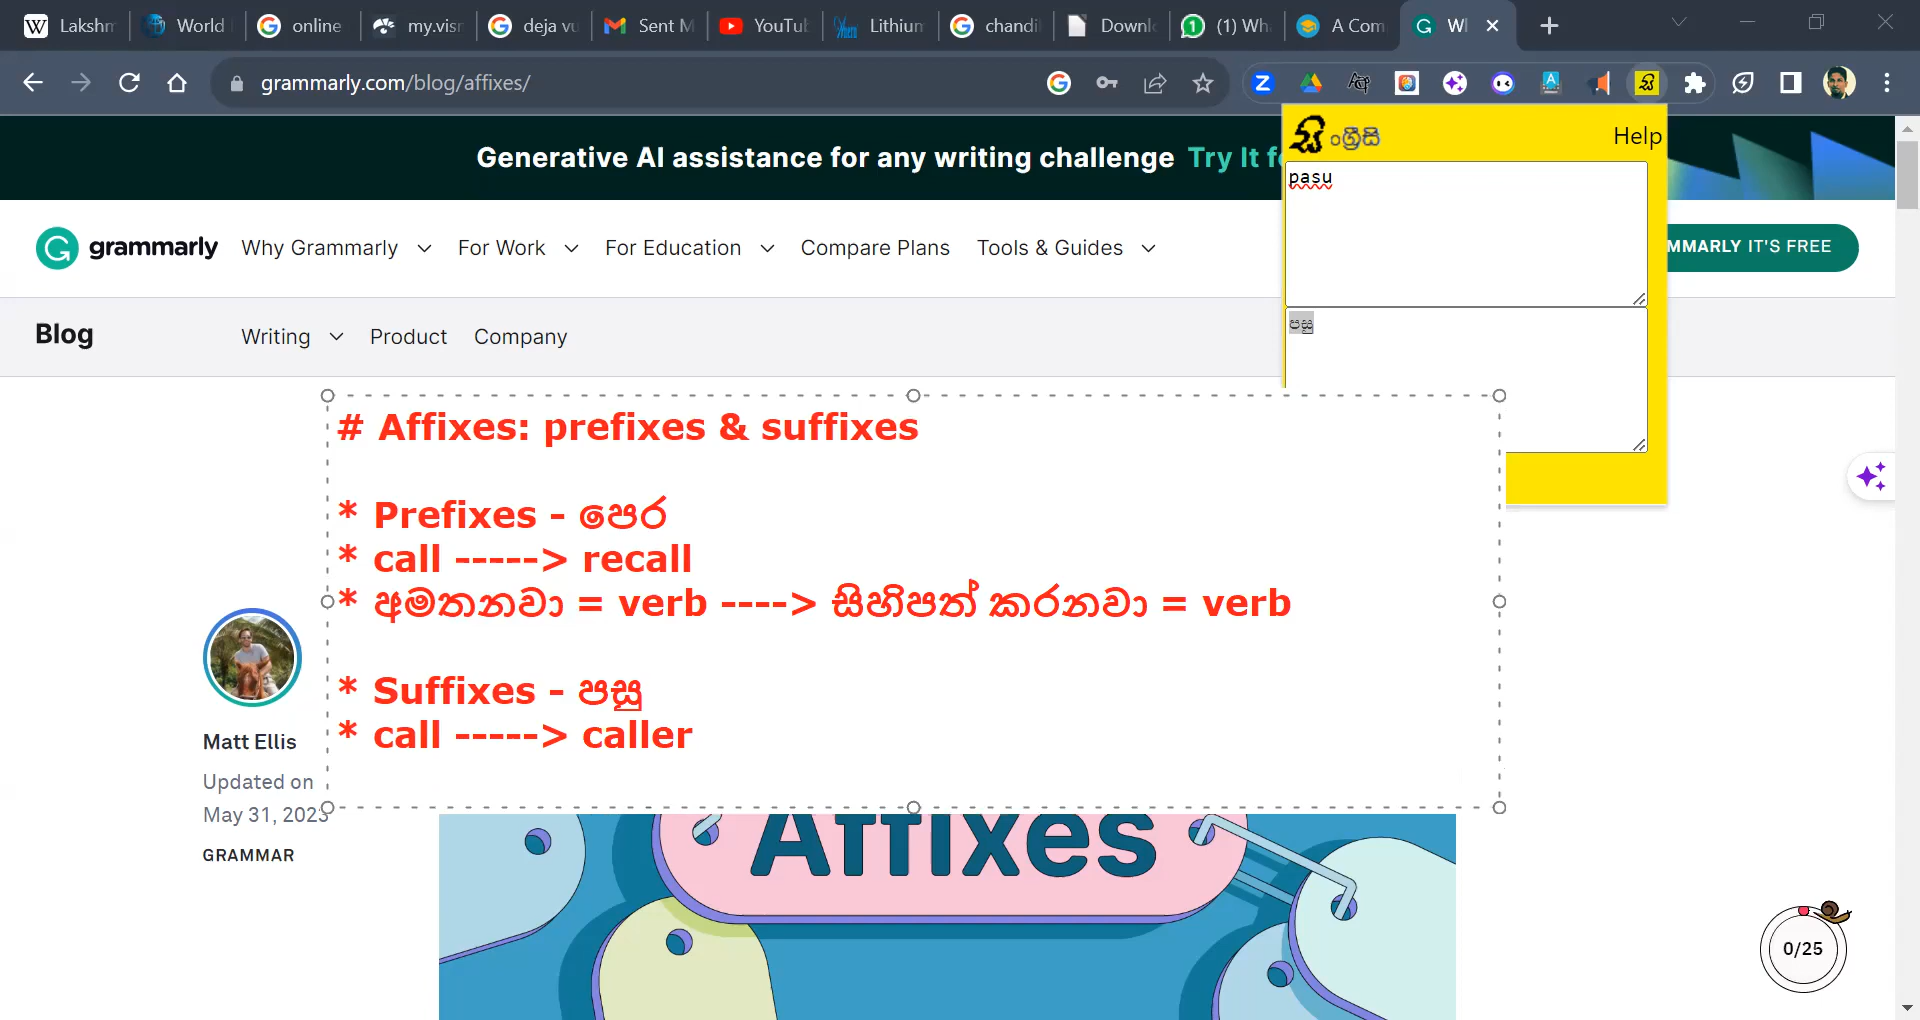 Lakshm
World
online
my.visn
deja vu
Sent M
YouTub
Lithium
chandi
Downl
(1) Wh
A Com
Wl
grammarly.com/blog/affixes/
Generative AI assistance for any writing challenge Try It f
සිංග්‍රීසි
Help
pasu
පසු
grammarly
Why Grammarly
For Work
For Education
Compare Plans
Tools & Guides
MMARLY IT'S FREE
Blog
Writing
Product
Company
# Affixes: prefixes & suffixes
* Prefixes - පෙර
* call -----> recall
* අමතනවා = verb ----> සිහිපත් කරනවා = verb
* Suffixes - පසු
* call -----> caller
Matt Ellis
Updated on
May 31, 2023
GRAMMAR
Affixes
0/25